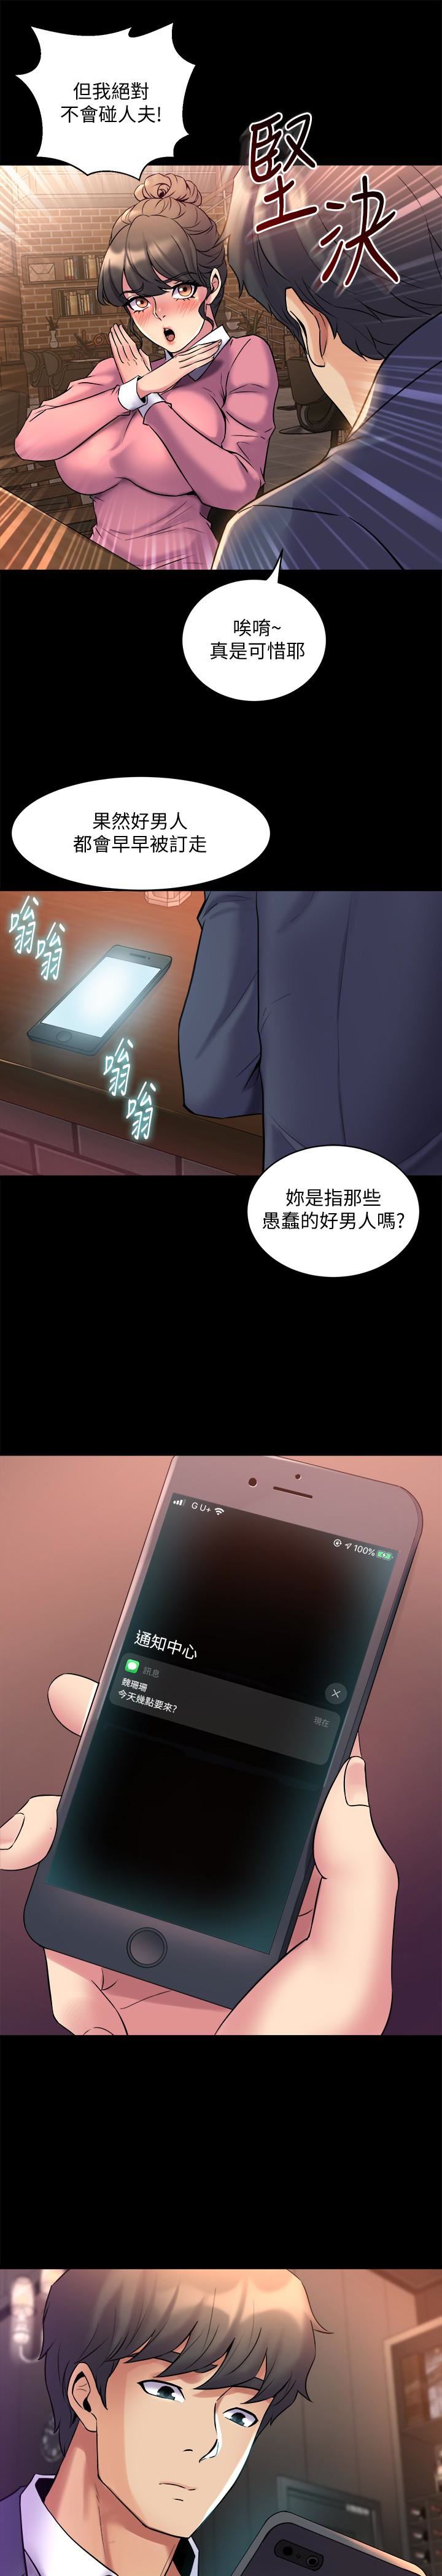 但我絕對
不會碰人夫!
堅決
唉唷~
真是可惜耶
果然好男人
都會早早被訂走
嗡嗡
嗡嗡
妳是指那些
愚蠢的好男人嗎?
G U+
100%
通知中心
訊息
魏珊珊
現在
今天幾點要來?